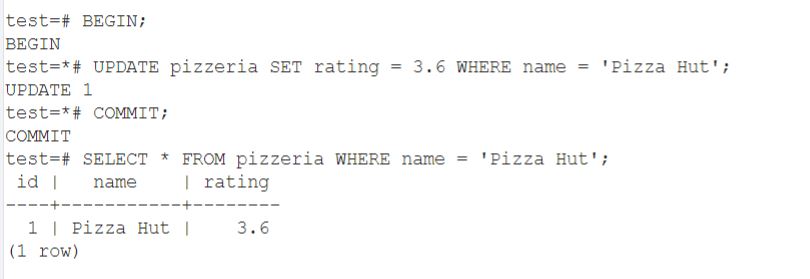 test=# BEGIN;
BEGIN
test=*# UPDATE pizzeria SET rating = 3.6 WHERE name = 'Pizza Hut';
UPDATE 1
test=*# COMMIT;
COMMIT
test=# SELECT * FROM pizzeria WHERE name = 'Pizza Hut';
 id |   name    | rating
----+-----------+--------
  1 | Pizza Hut |    3.6
(1 row)